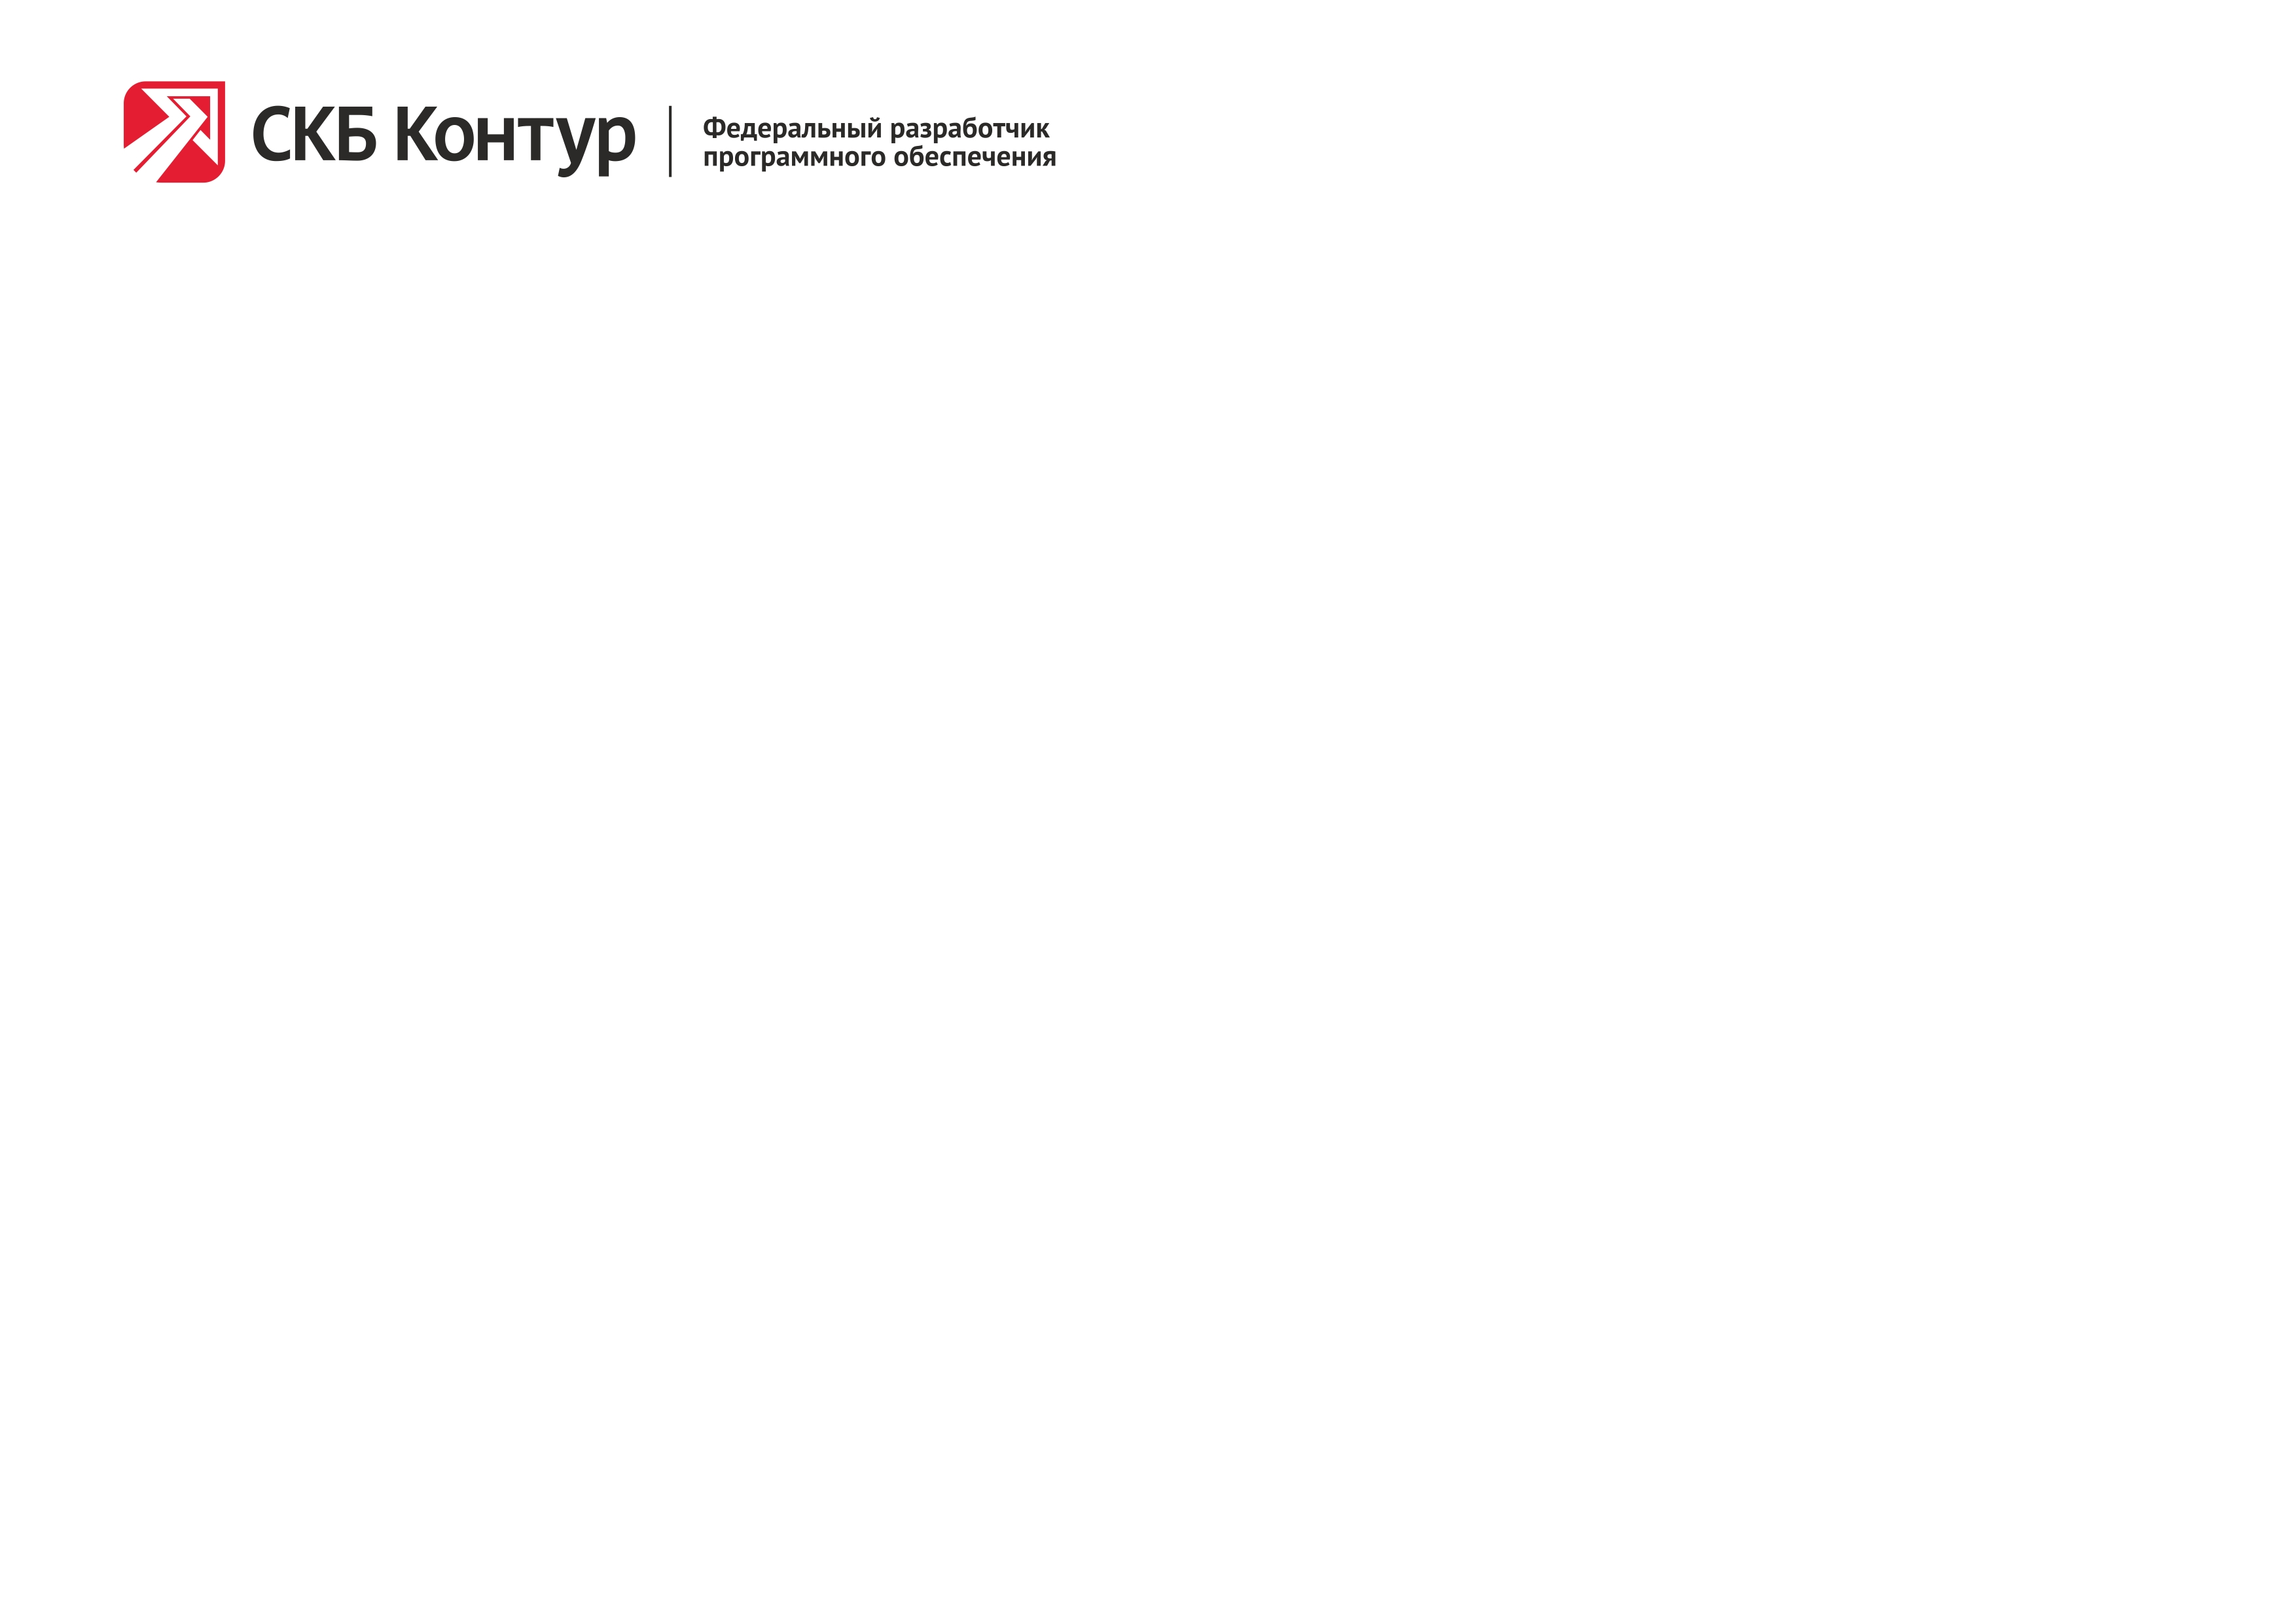 СКБ Контур
Федеральный разработчик
программного обеспечения